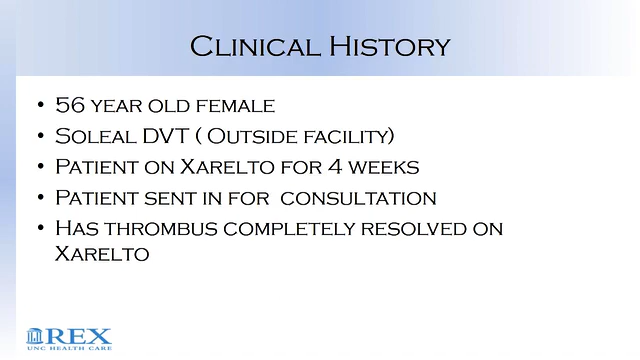 Clinical History
• 56 year old female
• Soleal DVT ( Outside facility)
• Patient on Xarelto for 4 weeks
• Patient sent in for consultation
• Has thrombus completely resolved on
Xarelto
REX
UNC HEALTH CARE